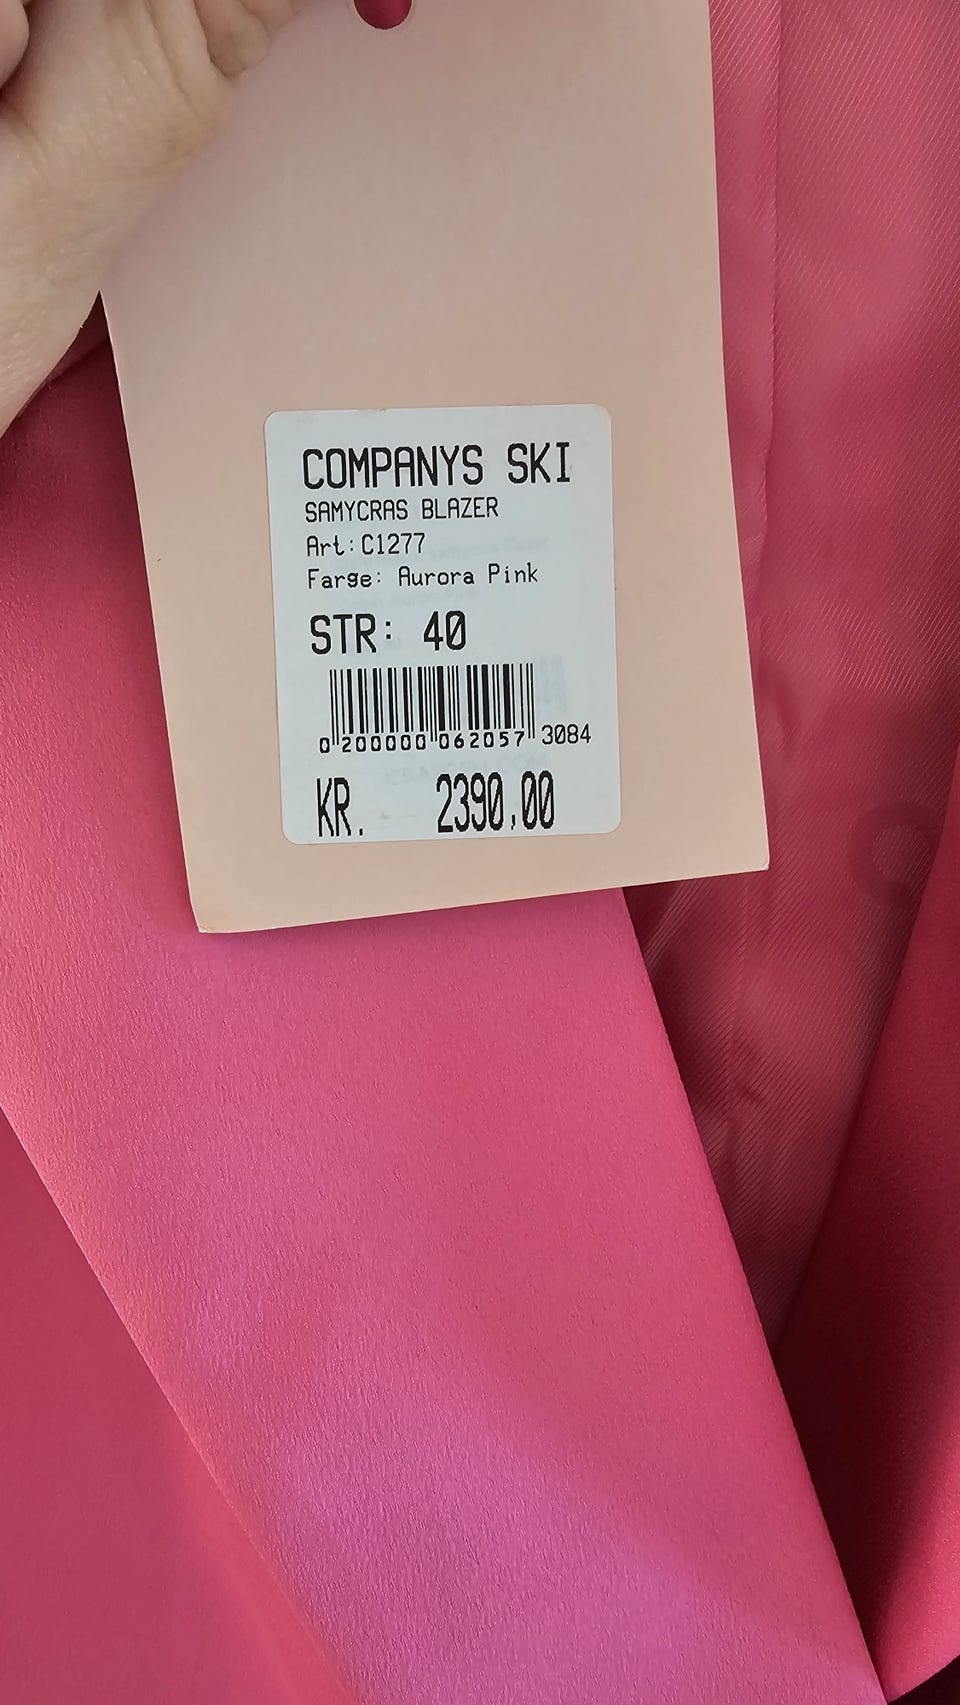 COMPANYS SKI
SAMYCRAS BLAZER
Art:C1277
Farge: Aurora Pink
STR: 40
0 200000 062057 3084
KR. 2390,00